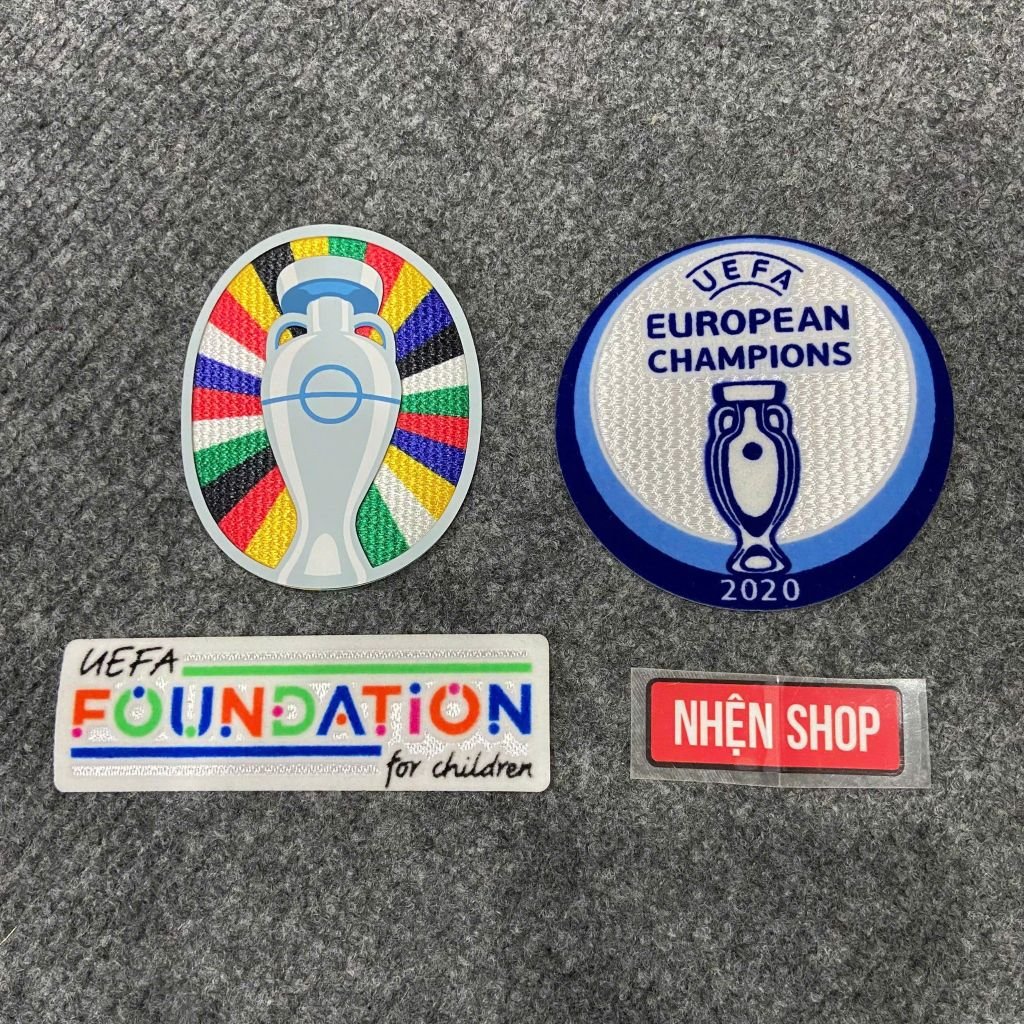 UEFA
EUROPEAN
CHAMPIONS
2020
UEFA
FOUNDATION
for children
NHỆN SHOP